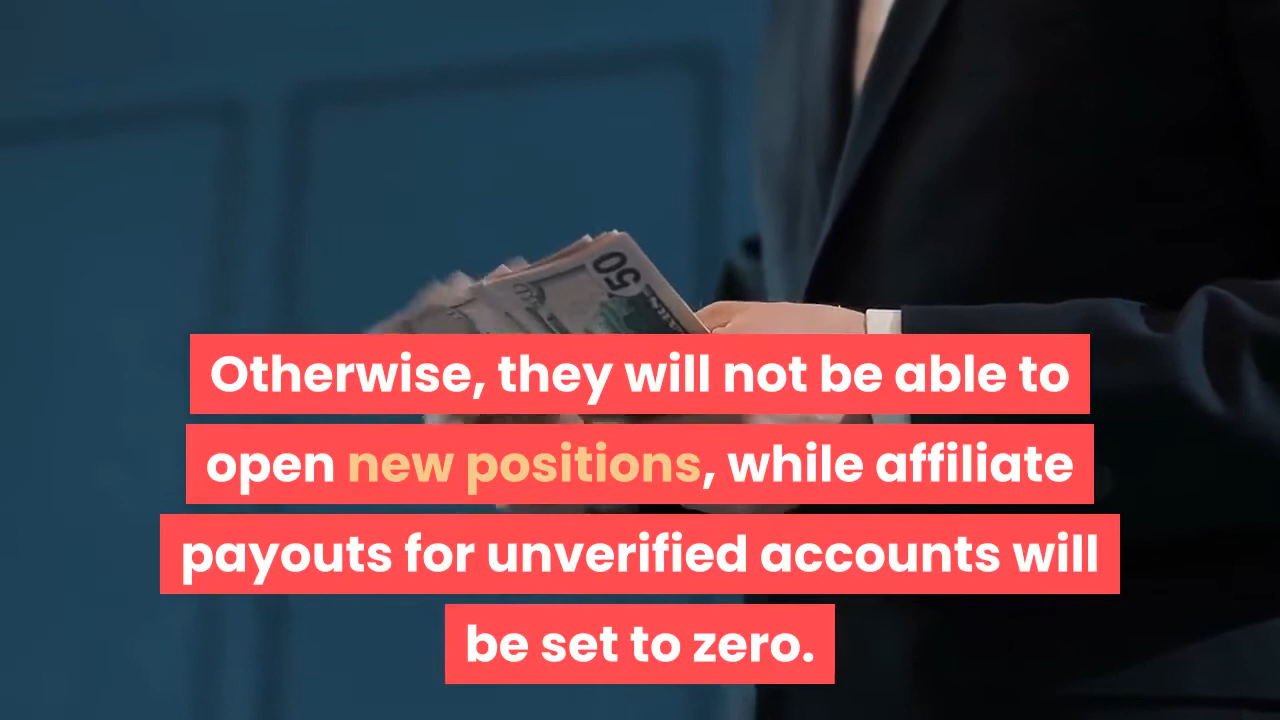 50
Otherwise, they will not be able to
open new positions, while affiliate
payouts for unverified accounts will
be set to zero.